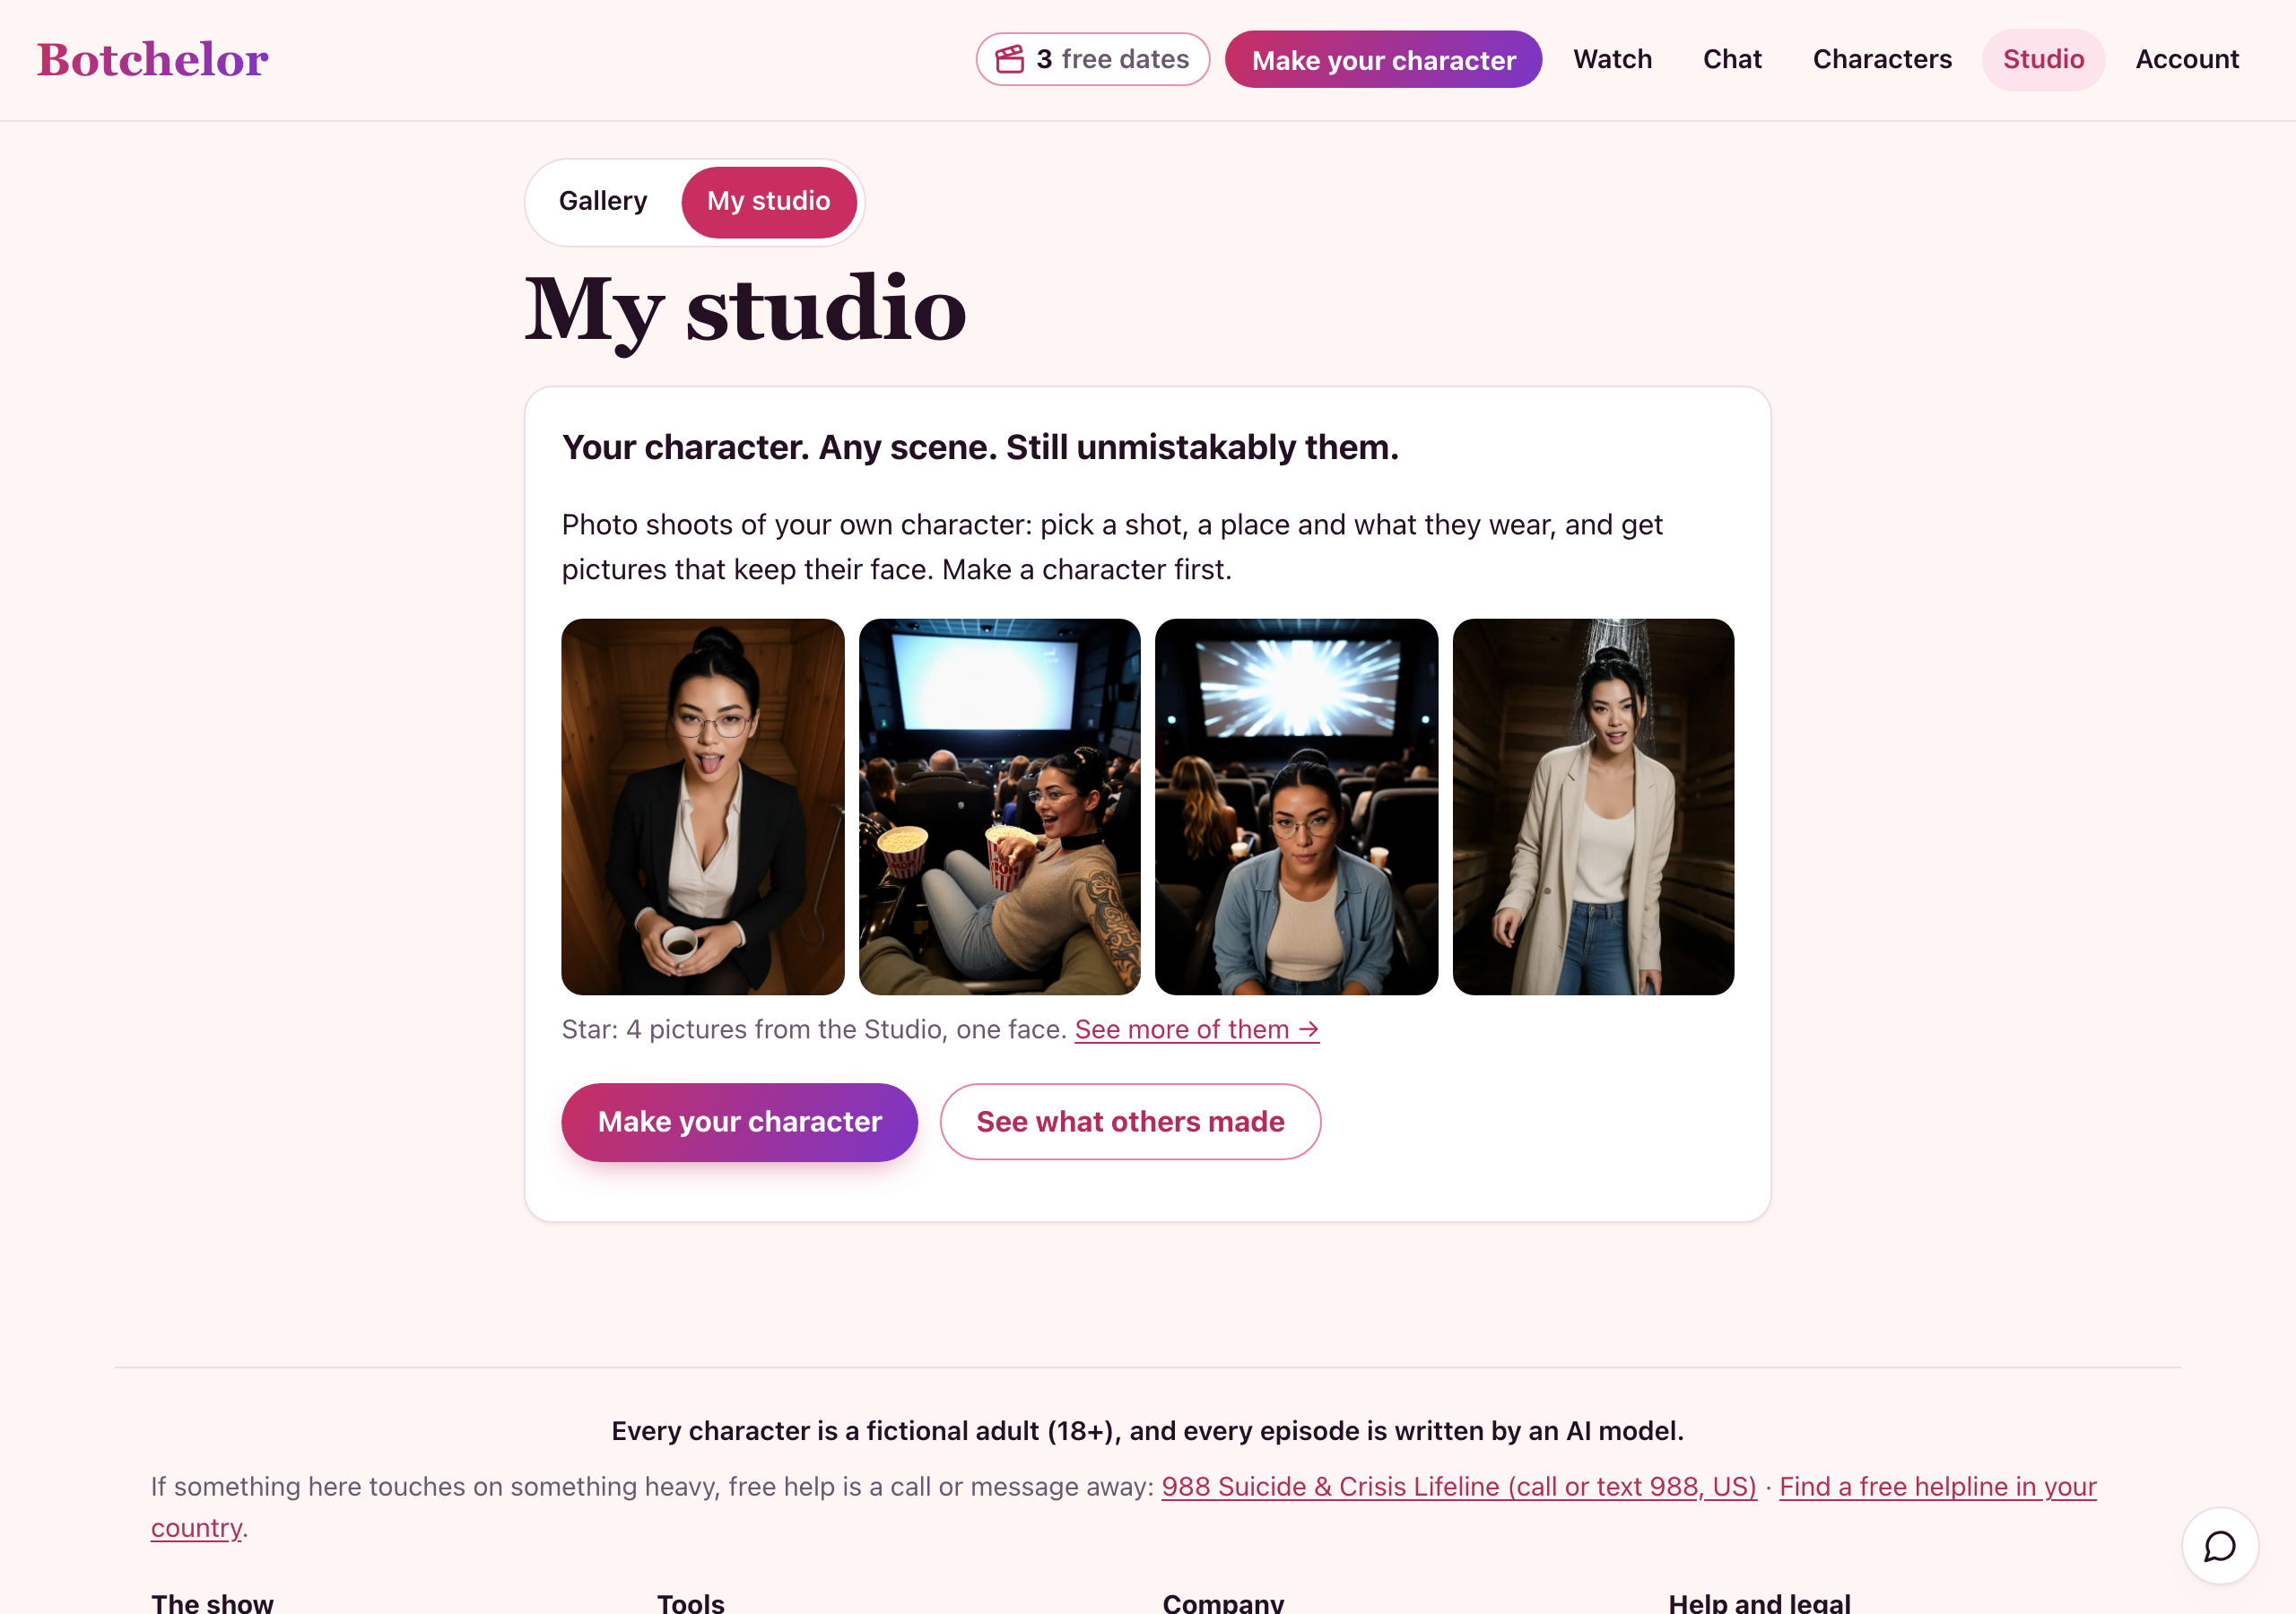 Botchelor
3 free dates
Make your character
Watch
Chat
Characters
Studio
Account
Gallery
My studio
My studio
Your character. Any scene. Still unmistakably them.
Photo shoots of your own character: pick a shot, a place and what they wear, and get
pictures that keep their face. Make a character first.
Star: 4 pictures from the Studio, one face. See more of them →
Make your character
See what others made
Every character is a fictional adult (18+), and every episode is written by an AI model.
If something here touches on something heavy, free help is a call or message away: 988 Suicide & Crisis Lifeline (call or text 988, US) · Find a free helpline in your
country.
The show
Tools
Company
Help and legal